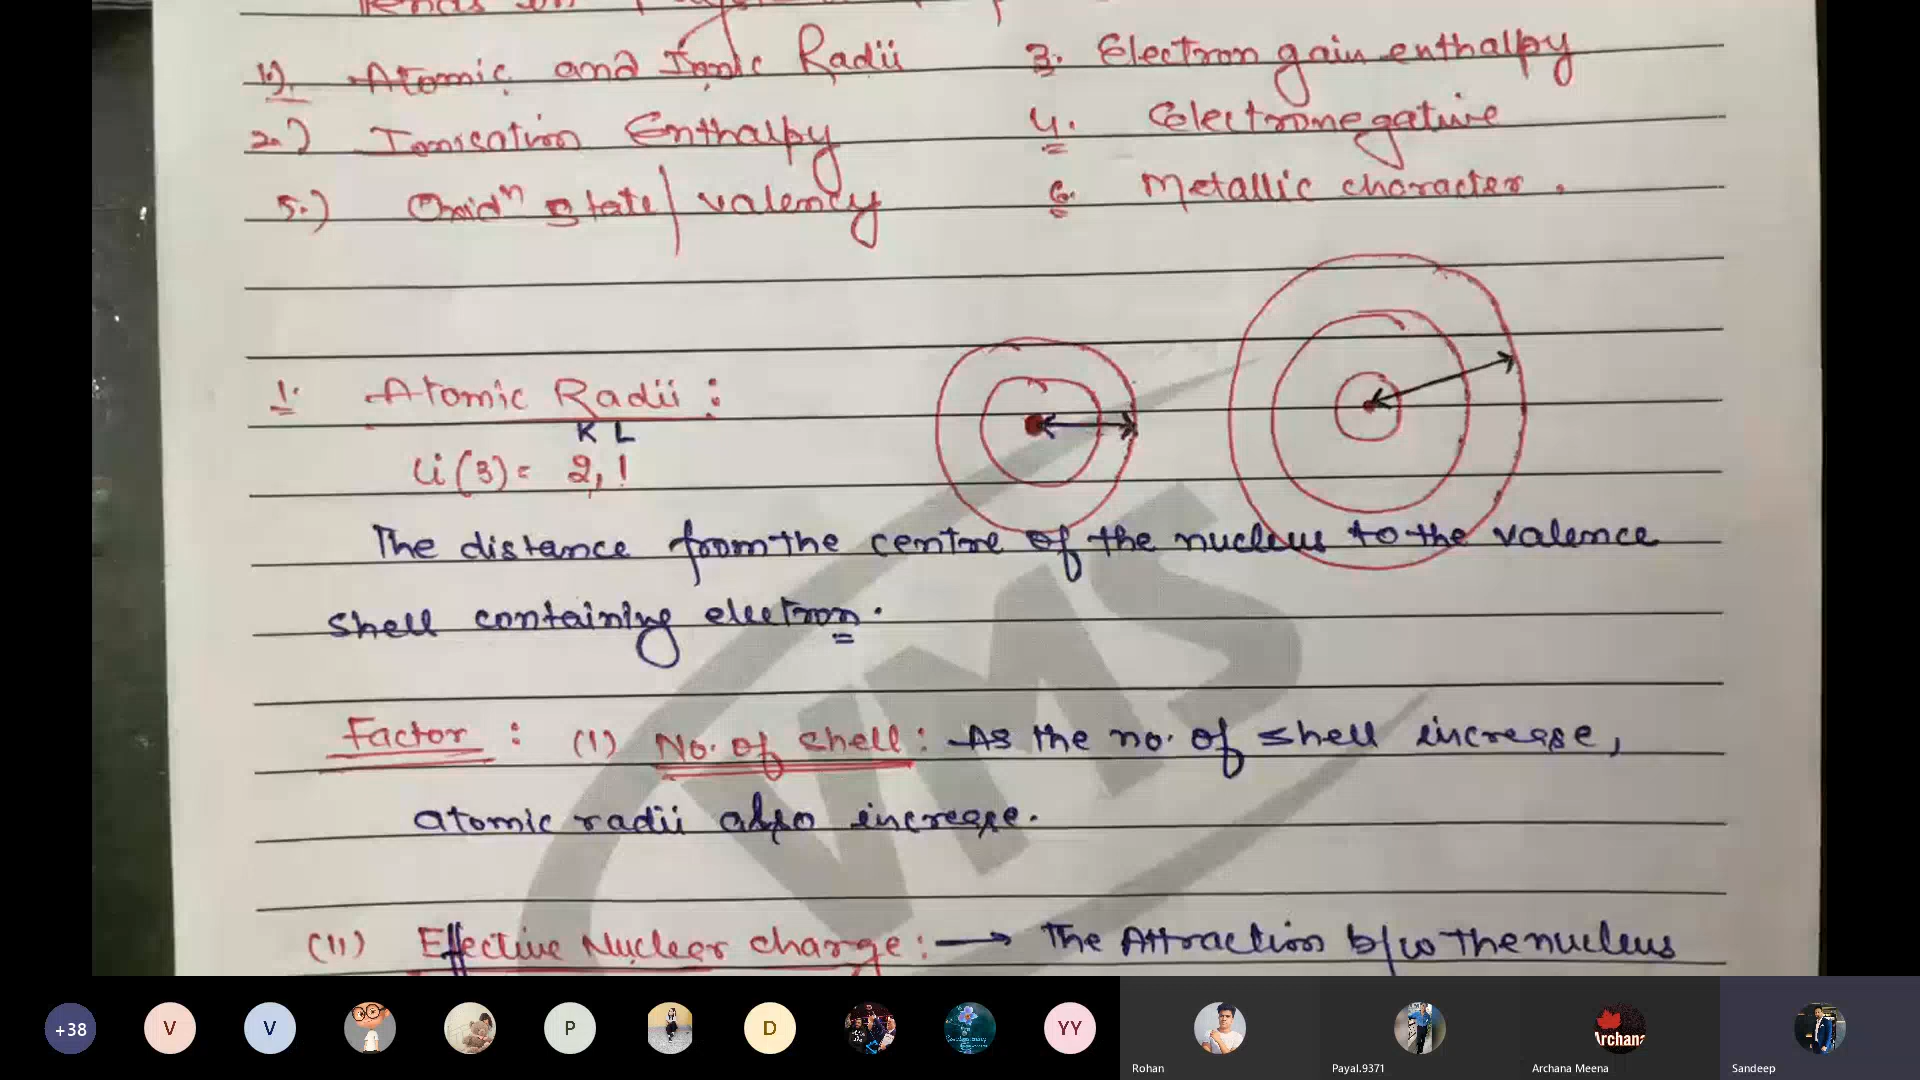 1.) Atomic and Ionic Radii 3. Electron gain enthalpy
2.) Ionisation Enthalpy 4. Electronegative
5.) Oxidⁿ state/ valency 6. Metallic character.
1. Atomic Radii :
K L
Li (3) = 2, 1
The distance from the centre of the nucleus to the valence
shell containing electron.
Factor : (I) No. of shell : As the no. of shell increase,
atomic radii also increase.
(II) Effective Nuclear charge : → The Attraction b/w the nucleus
VMS
+38 V V P D YY
Rohan Payal.9371 Archana Meena Sandeep